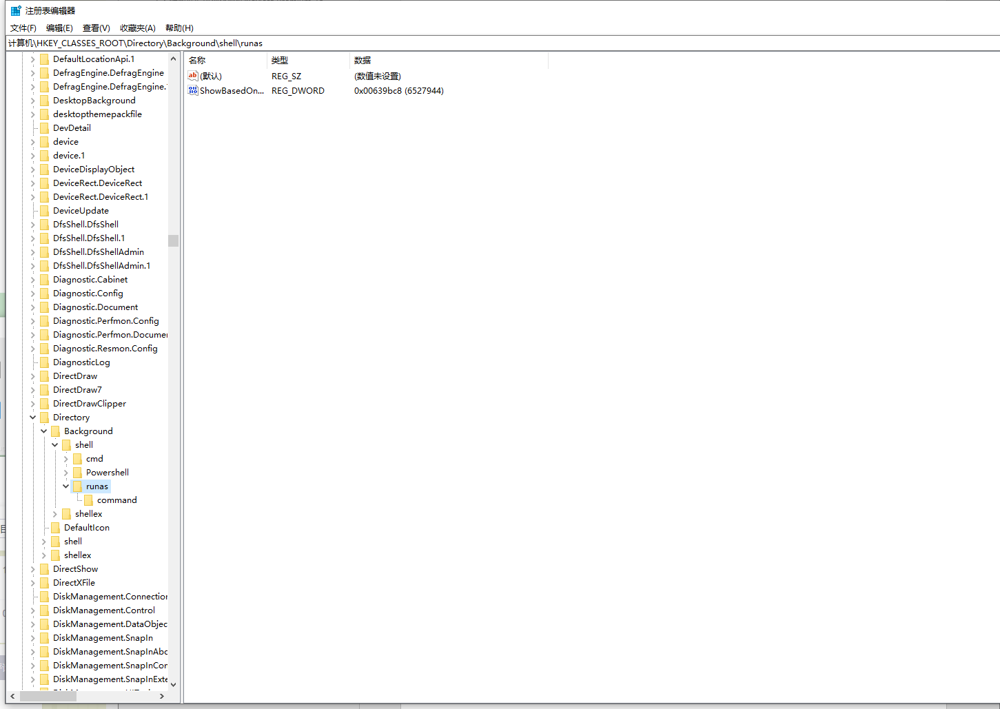 注册表编辑器
文件(F) 编辑(E) 查看(V) 收藏夹(A) 帮助(H)
计算机\HKEY_CLASSES_ROOT\Directory\Background\shell\runas
名称 类型 数据
(默认) REG_SZ (数值未设置)
ShowBasedOn... REG_DWORD 0x00639bc8 (6527944)
DefaultLocationApi.1
DefragEngine.DefragEngine
DefragEngine.DefragEngine.
DesktopBackground
desktopthemepackfile
DevDetail
device
device.1
DeviceDisplayObject
DeviceRect.DeviceRect
DeviceRect.DeviceRect.1
DeviceUpdate
DfsShell.DfsShell
DfsShell.DfsShell.1
DfsShell.DfsShellAdmin
DfsShell.DfsShellAdmin.1
Diagnostic.Cabinet
Diagnostic.Config
Diagnostic.Document
Diagnostic.Perfmon.Config
Diagnostic.Perfmon.Documen
Diagnostic.Resmon.Config
DiagnosticLog
DirectDraw
DirectDraw7
DirectDrawClipper
Directory
Background
shell
cmd
Powershell
runas
command
shellex
DefaultIcon
shell
shellex
DirectShow
DirectXFile
DiskManagement.Connection
DiskManagement.Control
DiskManagement.DataObjec
DiskManagement.SnapIn
DiskManagement.SnapInAbo
DiskManagement.SnapInCom
DiskManagement.SnapInExte